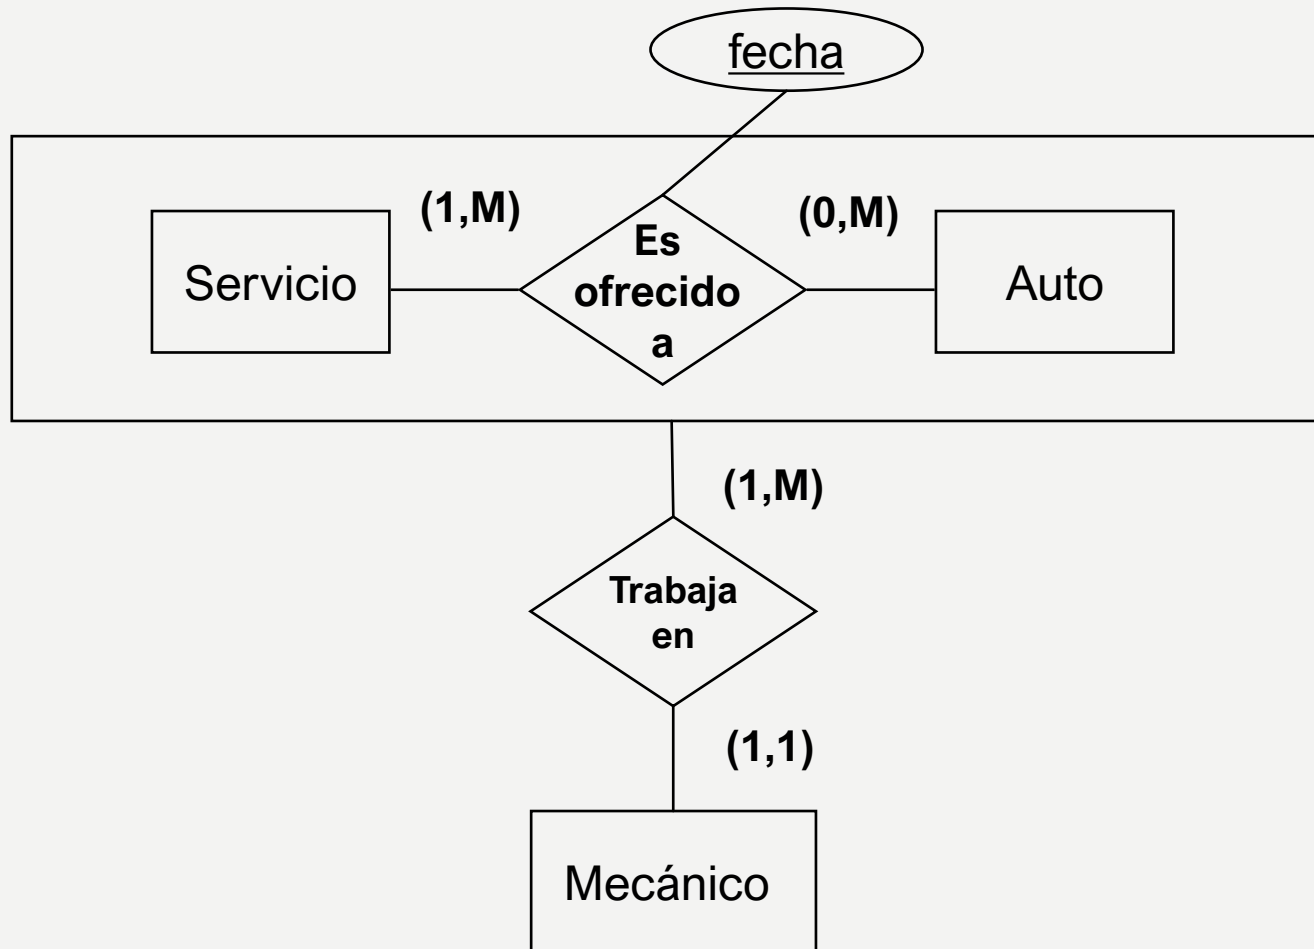 fecha
(1,M)
(0,M)
Servicio
Es
ofrecido
a
Auto
(1,M)
Trabaja
en
(1,1)
Mecánico